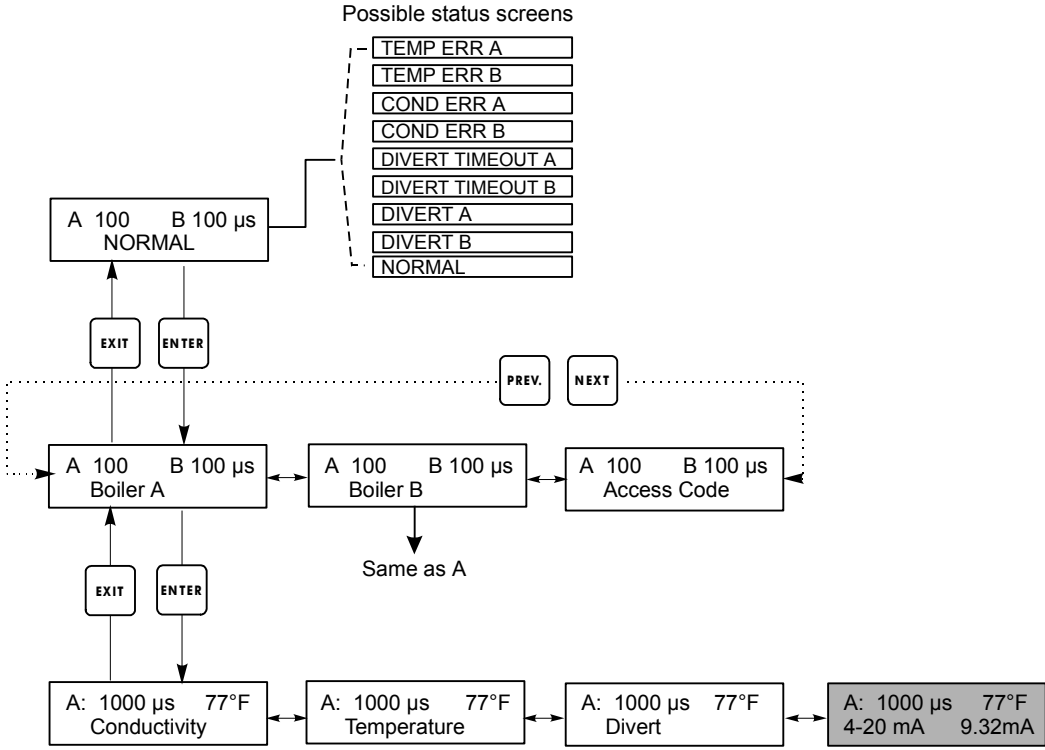 Possible status screens
TEMP ERR A
TEMP ERR B
COND ERR A
COND ERR B
DIVERT TIMEOUT A
DIVERT TIMEOUT B
DIVERT A
DIVERT B
NORMAL
A 100 B 100 µs
NORMAL
EXIT
ENTER
PREV.
NEXT
A 100 B 100 µs
Boiler A
A 100 B 100 µs
Boiler B
A 100 B 100 µs
Access Code
Same as A
EXIT
ENTER
A: 1000 µs 77°F
Conductivity
A: 1000 µs 77°F
Temperature
A: 1000 µs 77°F
Divert
A: 1000 µs 77°F
4-20 mA 9.32mA